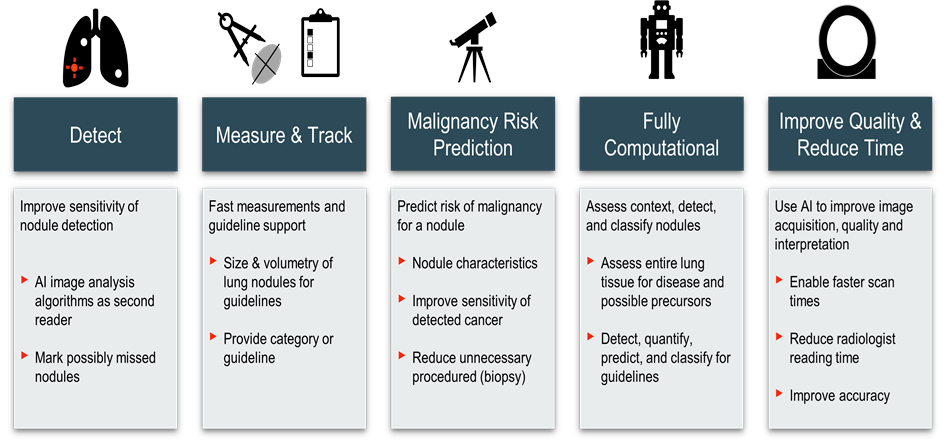 Detect
Measure & Track
Malignancy Risk
Prediction
Fully
Computational
Improve Quality &
Reduce Time
Improve sensitivity of
nodule detection
AI image analysis
algorithms as second
reader
Mark possibly missed
nodules
Fast measurements and
guideline support
Size & volumetry of
lung nodules for
guidelines
Provide category or
guideline
Predict risk of malignancy
for a nodule
Nodule characteristics
Improve sensitivity of
detected cancer
Reduce unnecessary
procedured (biopsy)
Assess context, detect,
and classify nodules
Assess entire lung
tissue for disease and
possible precursors
Detect, quantify,
predict, and classify for
guidelines
Use AI to improve image
acquisition, quality and
interpretation
Enable faster scan
times
Reduce radiologist
reading time
Improve accuracy